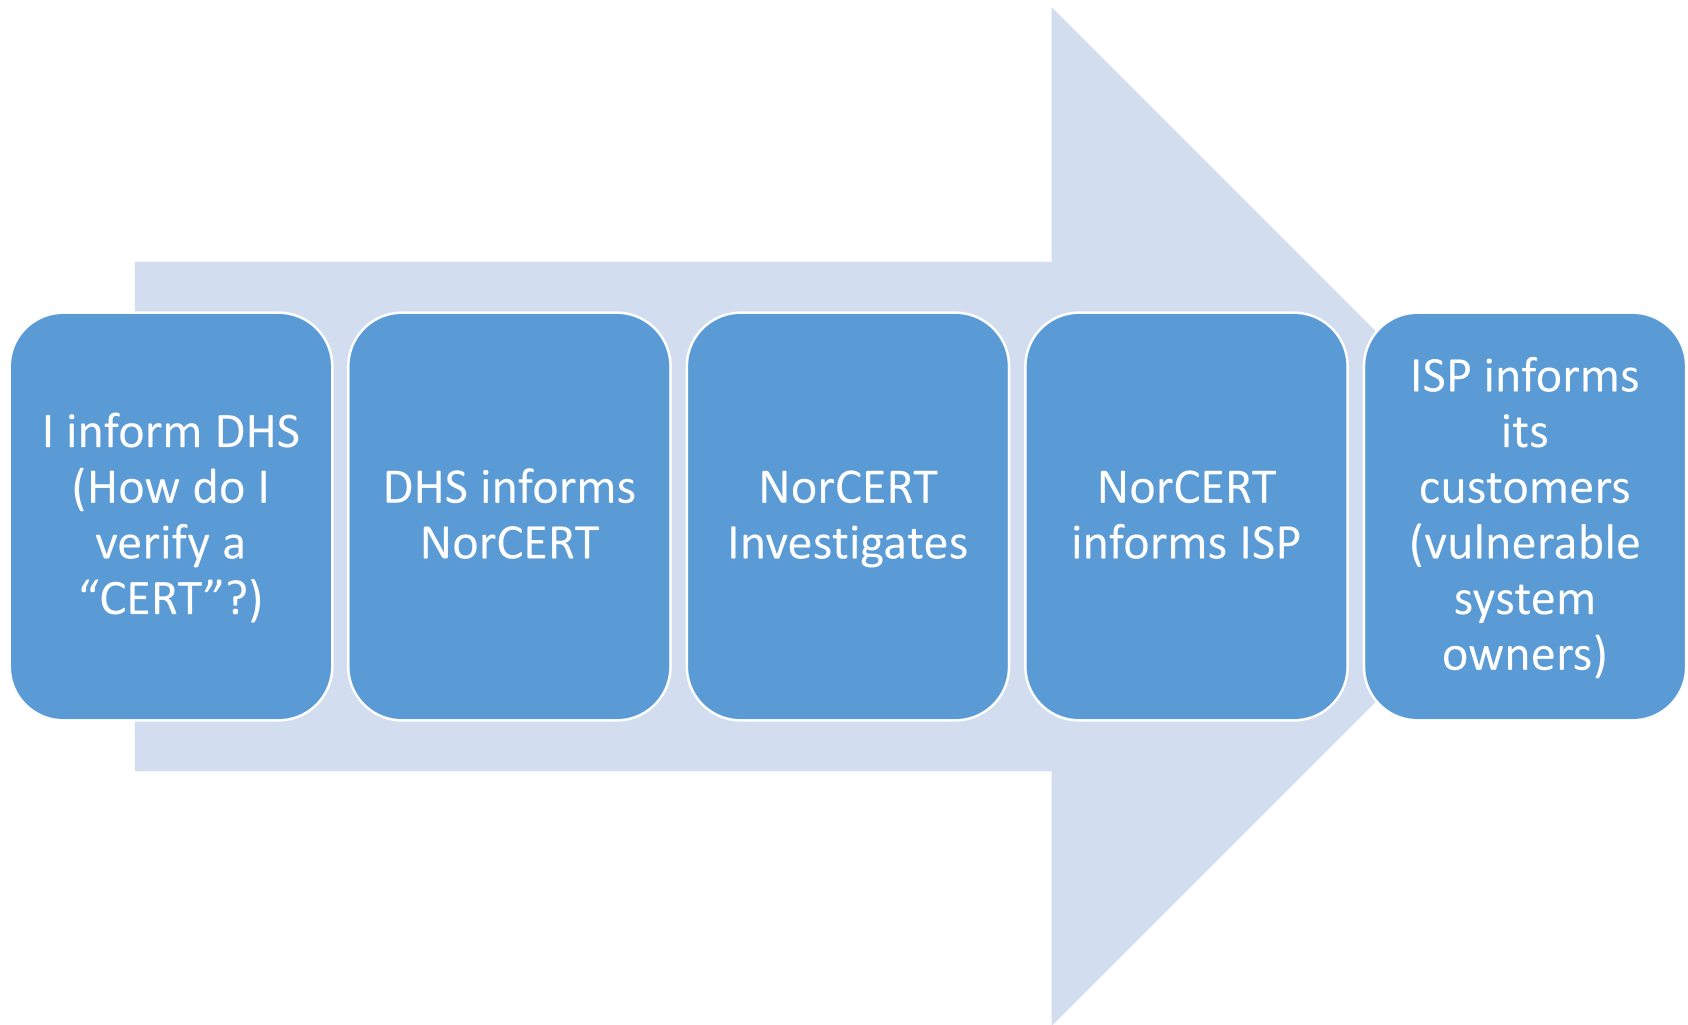 I inform DHS
(How do I
verify a
“CERT”?)
DHS informs
NorCERT
NorCERT
Investigates
NorCERT
informs ISP
ISP informs
its
customers
(vulnerable
system
owners)